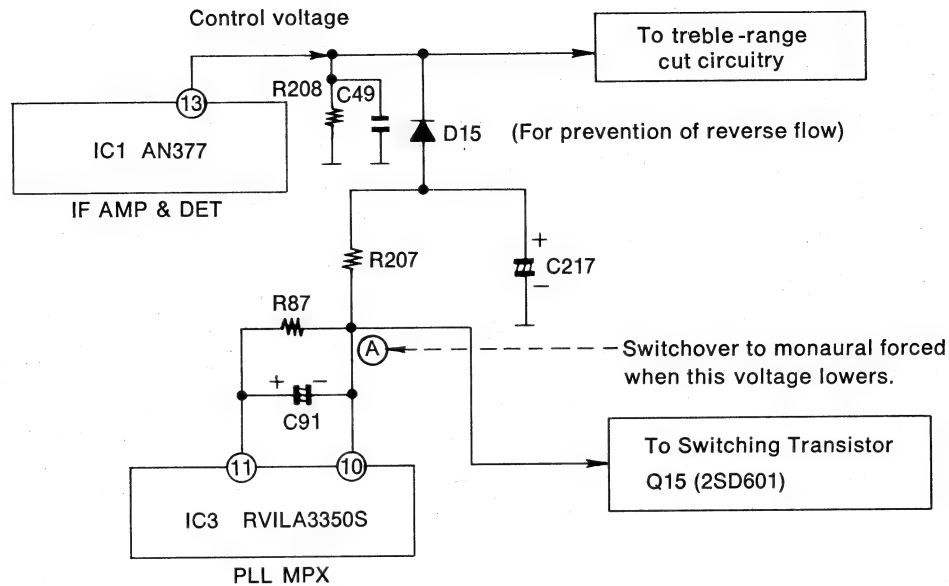 Control voltage
To treble-range
cut circuitry
R208
C49
13
D15
(For prevention of reverse flow)
IC1 AN377
IF AMP & DET
R207
+
C217
−
R87
A
Switchover to monaural forced
when this voltage lowers.
+ −
C91
To Switching Transistor
Q15 (2SD601)
11
10
IC3 RVILA3350S
PLL MPX